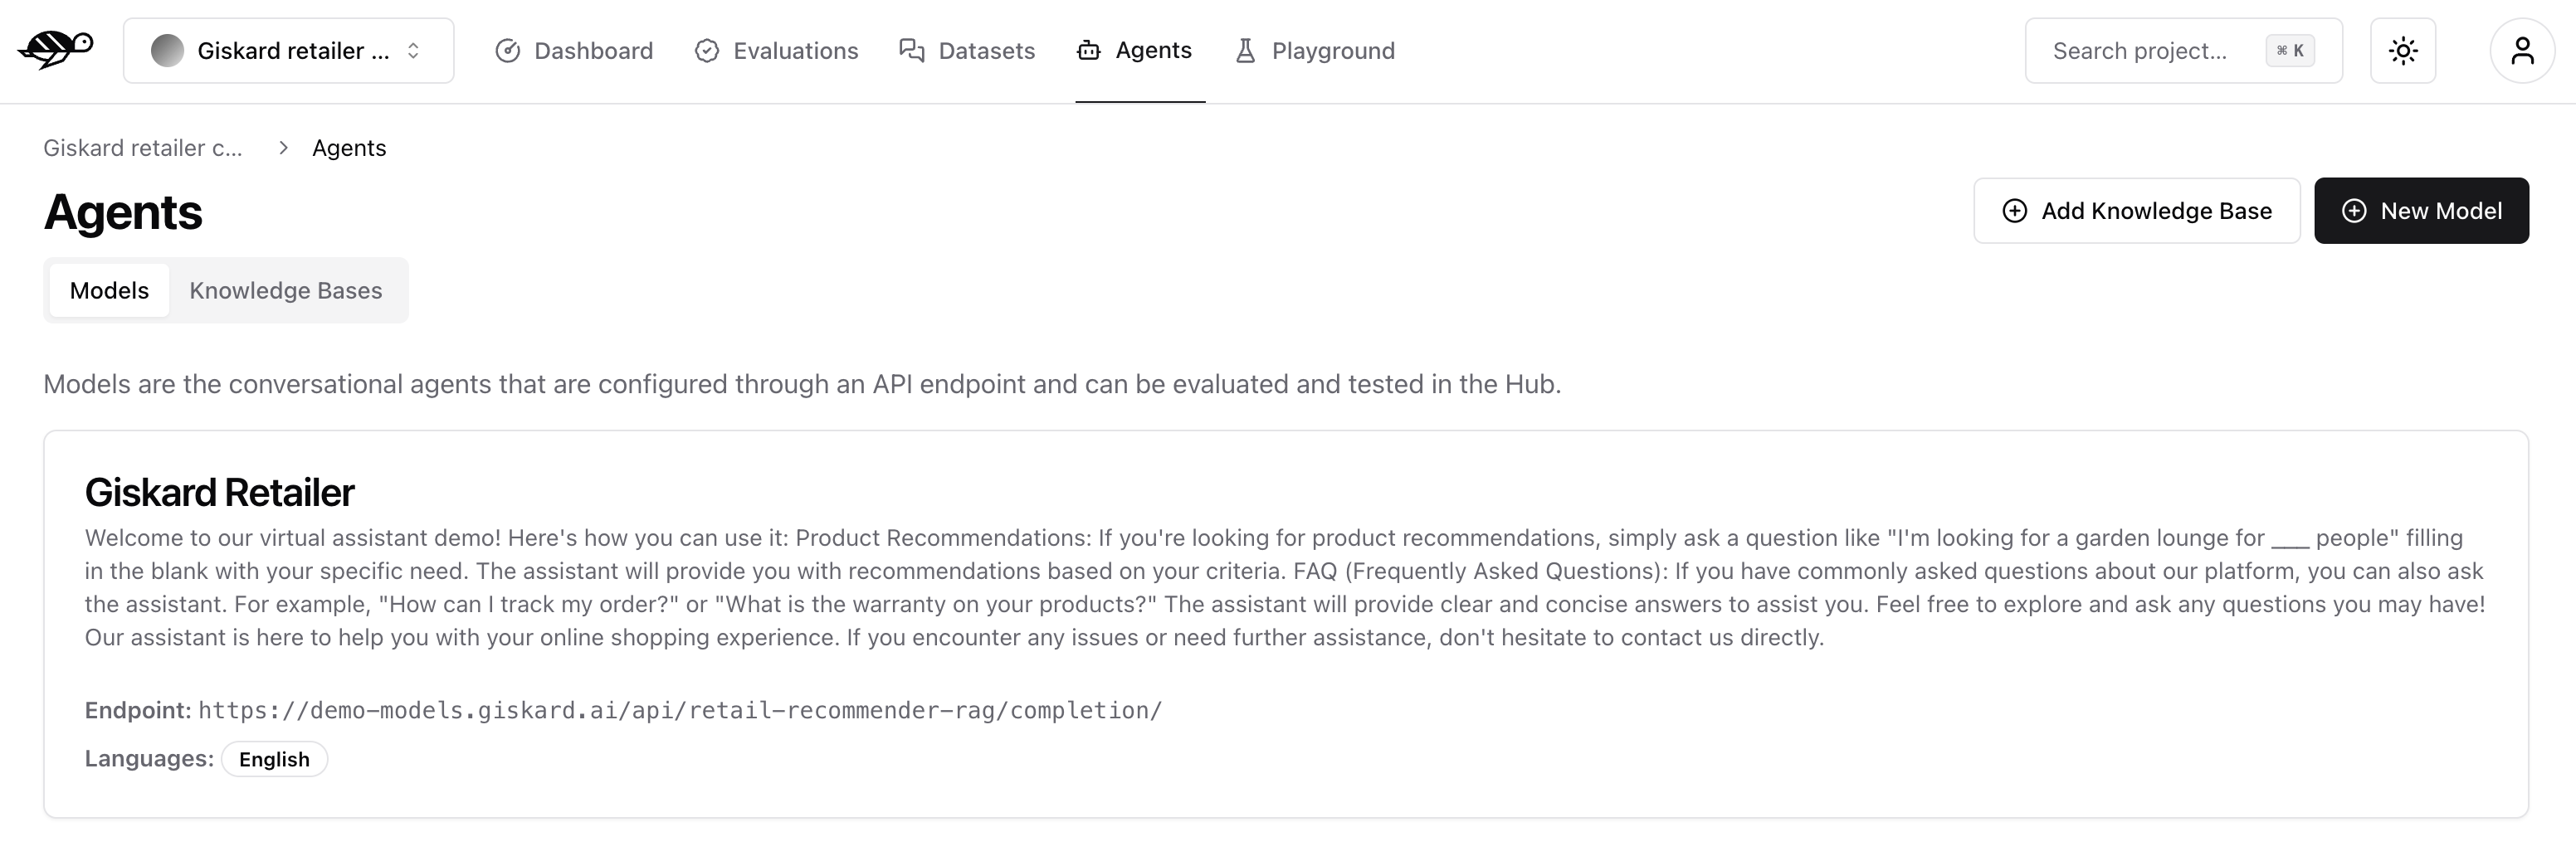 Giskard retailer ...
Dashboard
Evaluations
Datasets
Agents
Playground
Search project...
⌘ K
Giskard retailer c...
Agents
Agents
Add Knowledge Base
New Model
Models
Knowledge Bases
Models are the conversational agents that are configured through an API endpoint and can be evaluated and tested in the Hub.
Giskard Retailer
Welcome to our virtual assistant demo! Here's how you can use it: Product Recommendations: If you're looking for product recommendations, simply ask a question like "I'm looking for a garden lounge for ___ people" filling
in the blank with your specific need. The assistant will provide you with recommendations based on your criteria. FAQ (Frequently Asked Questions): If you have commonly asked questions about our platform, you can also ask
the assistant. For example, "How can I track my order?" or "What is the warranty on your products?" The assistant will provide clear and concise answers to assist you. Feel free to explore and ask any questions you may have!
Our assistant is here to help you with your online shopping experience. If you encounter any issues or need further assistance, don't hesitate to contact us directly.
Endpoint: https://demo-models.giskard.ai/api/retail-recommender-rag/completion/
Languages: English